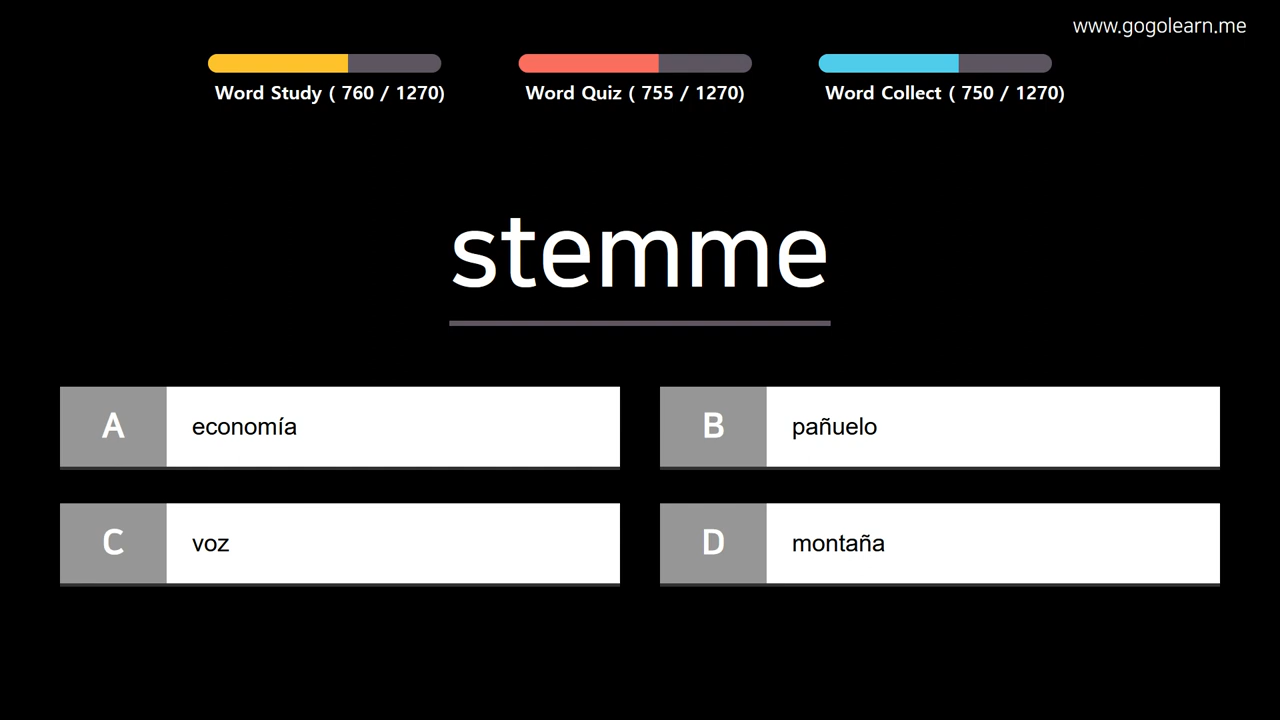 www.gogolearn.me
Word Study ( 760 / 1270)
Word Quiz ( 755 / 1270)
Word Collect ( 750 / 1270)
stemme
A economía
B pañuelo
C voz
D montaña